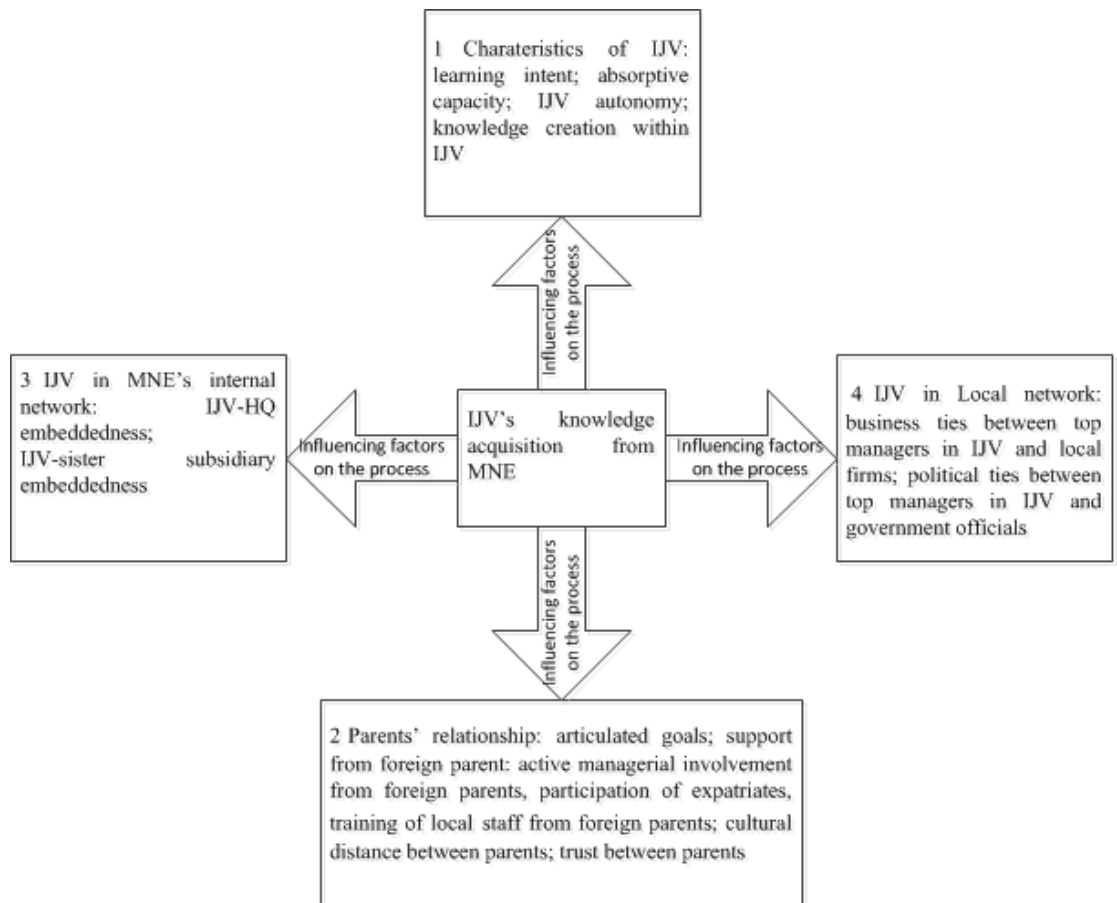 1 Charateristics of IJV:
learning intent; absorptive
capacity; IJV autonomy;
knowledge creation within
IJV
Influencing factors
on the process
3 IJV in MNE's internal
network: IJV-HQ
embeddedness;
IJV-sister subsidiary
embeddedness
Influencing factors
on the process
IJV's knowledge
acquisition from
MNE
Influencing factors
on the process
4 IJV in Local network:
business ties between top
managers in IJV and local
firms; political ties between
top managers in IJV and
government officials
Influencing factors
on the process
2 Parents' relationship: articulated goals; support
from foreign parent: active managerial involvement
from foreign parents, participation of expatriates,
training of local staff from foreign parents; cultural
distance between parents; trust between parents